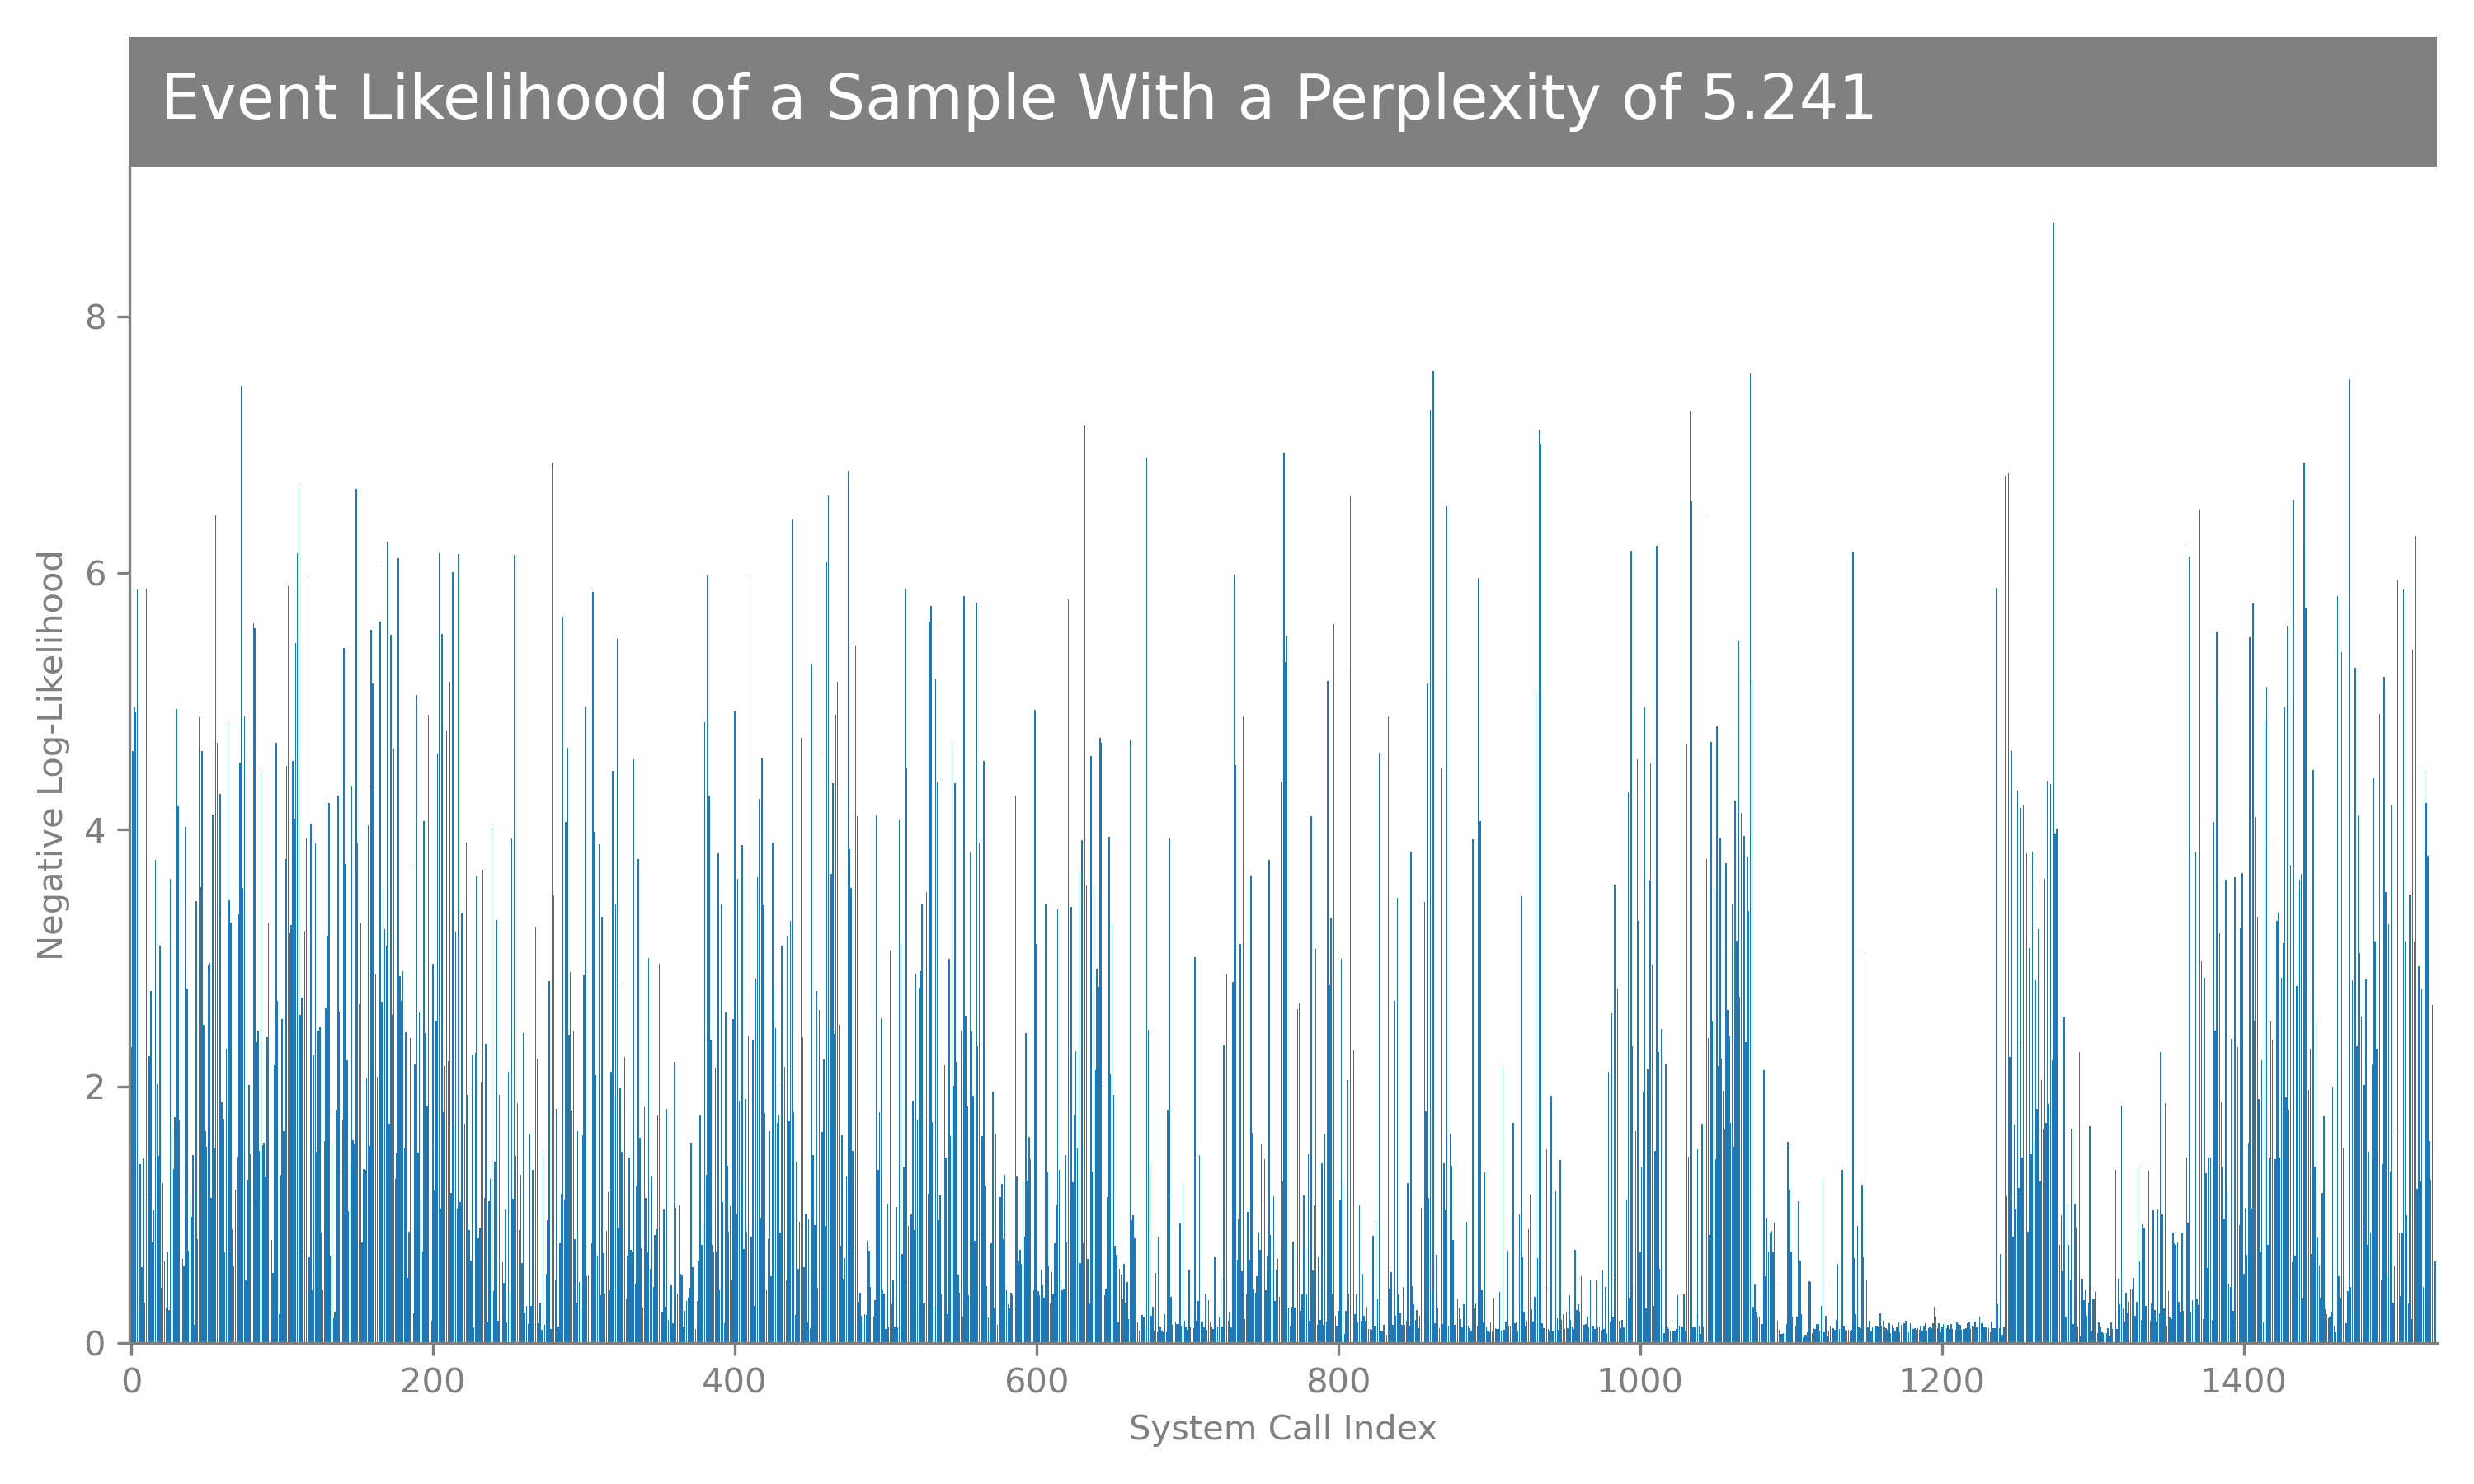 Event Likelihood of a Sample With a Perplexity of 5.241
Negative Log-Likelihood
8
6
4
2
0
0 200 400 600 800 1000 1200 1400
System Call Index